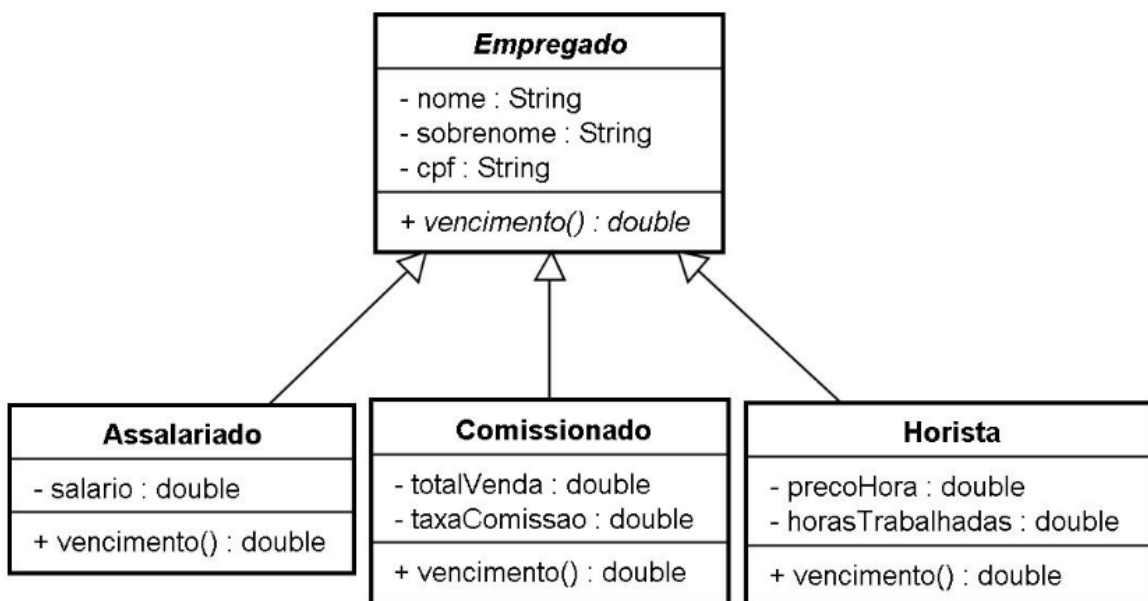 Empregado
- nome : String
- sobrenome : String
- cpf : String
+ vencimento() : double
Assalariado
- salario : double
+ vencimento() : double
Comissionado
- totalVenda : double
- taxaComissao : double
+ vencimento() : double
Horista
- precoHora : double
- horasTrabalhadas : double
+ vencimento() : double